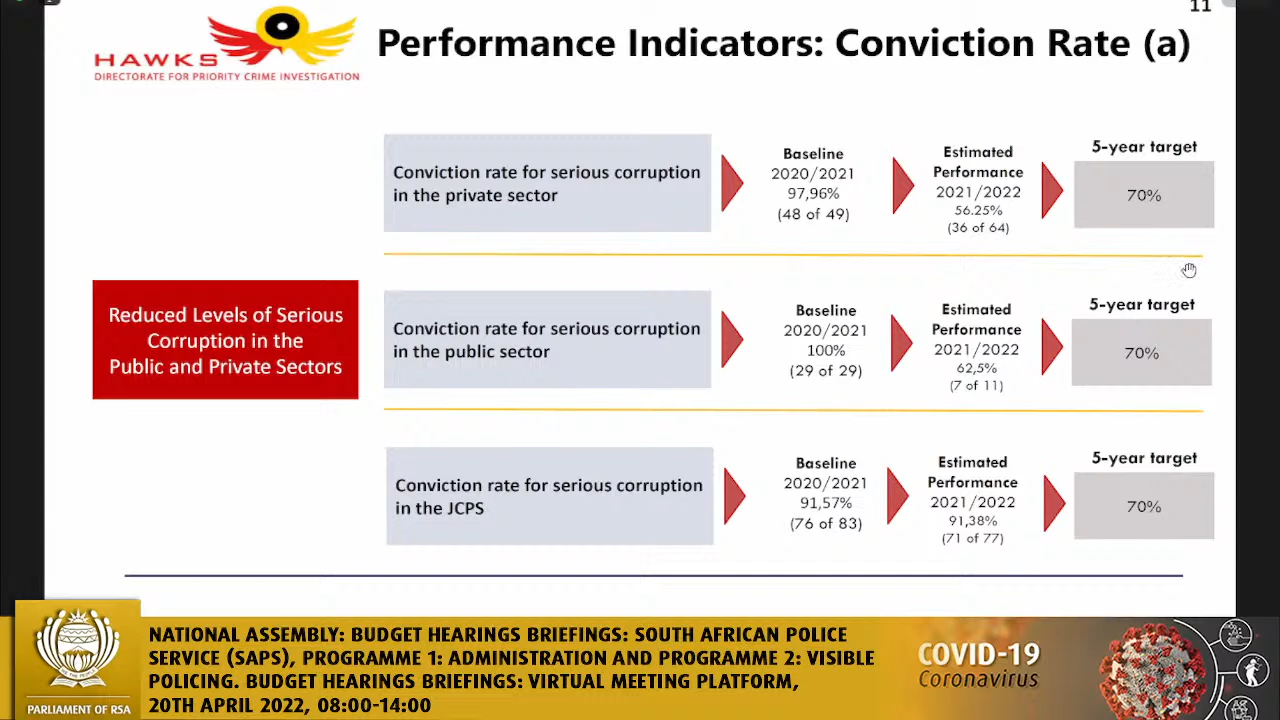 11
HAWKS
DIRECTORATE FOR PRIORITY CRIME INVESTIGATION
Performance Indicators: Conviction Rate (a)
Reduced Levels of Serious
Corruption in the
Public and Private Sectors
Conviction rate for serious corruption
in the private sector
Baseline
2020/2021
97,96%
(48 of 49)
Estimated
Performance
2021/2022
56.25%
(36 of 64)
5-year target
70%
Conviction rate for serious corruption
in the public sector
Baseline
2020/2021
100%
(29 of 29)
Estimated
Performance
2021/2022
62,5%
(7 of 11)
5-year target
70%
Conviction rate for serious corruption
in the JCPS
Baseline
2020/2021
91,57%
(76 of 83)
Estimated
Performance
2021/2022
91,38%
(71 of 77)
5-year target
70%
PARLIAMENT OF RSA
NATIONAL ASSEMBLY: BUDGET HEARINGS BRIEFINGS: SOUTH AFRICAN POLICE
SERVICE (SAPS), PROGRAMME 1: ADMINISTRATION AND PROGRAMME 2: VISIBLE
POLICING. BUDGET HEARINGS BRIEFINGS: VIRTUAL MEETING PLATFORM,
20TH APRIL 2022, 08:00-14:00
COVID-19
Coronavirus